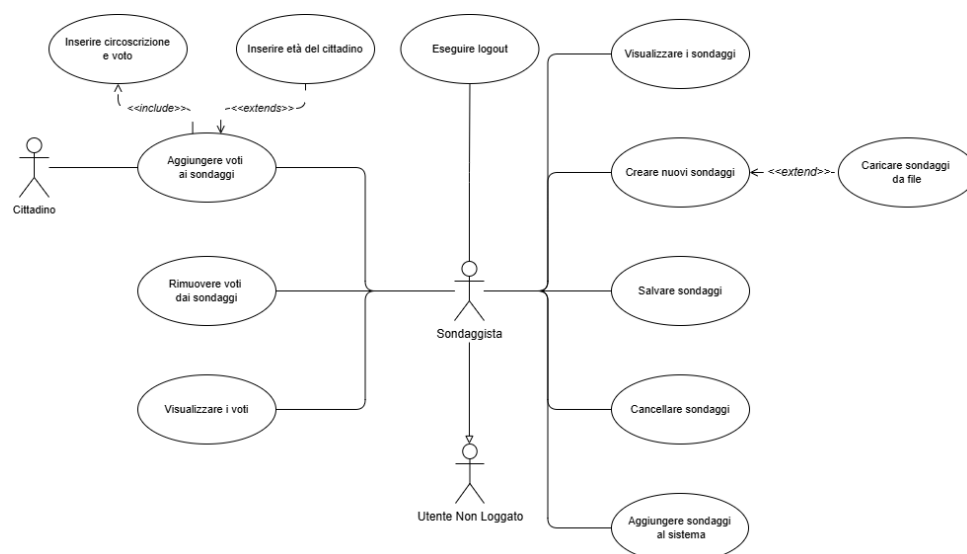 Inserire circoscrizione
e voto
Inserire età del cittadino
Eseguire logout
Visualizzare i sondaggi
<<include>>
<<extends>>
Cittadino
Aggiungere voti
ai sondaggi
Creare nuovi sondaggi
<<extend>>
Caricare sondaggi
da file
Rimuovere voti
dai sondaggi
Sondaggista
Salvare sondaggi
Visualizzare i voti
Cancellare sondaggi
Utente Non Loggato
Aggiungere sondaggi
al sistema